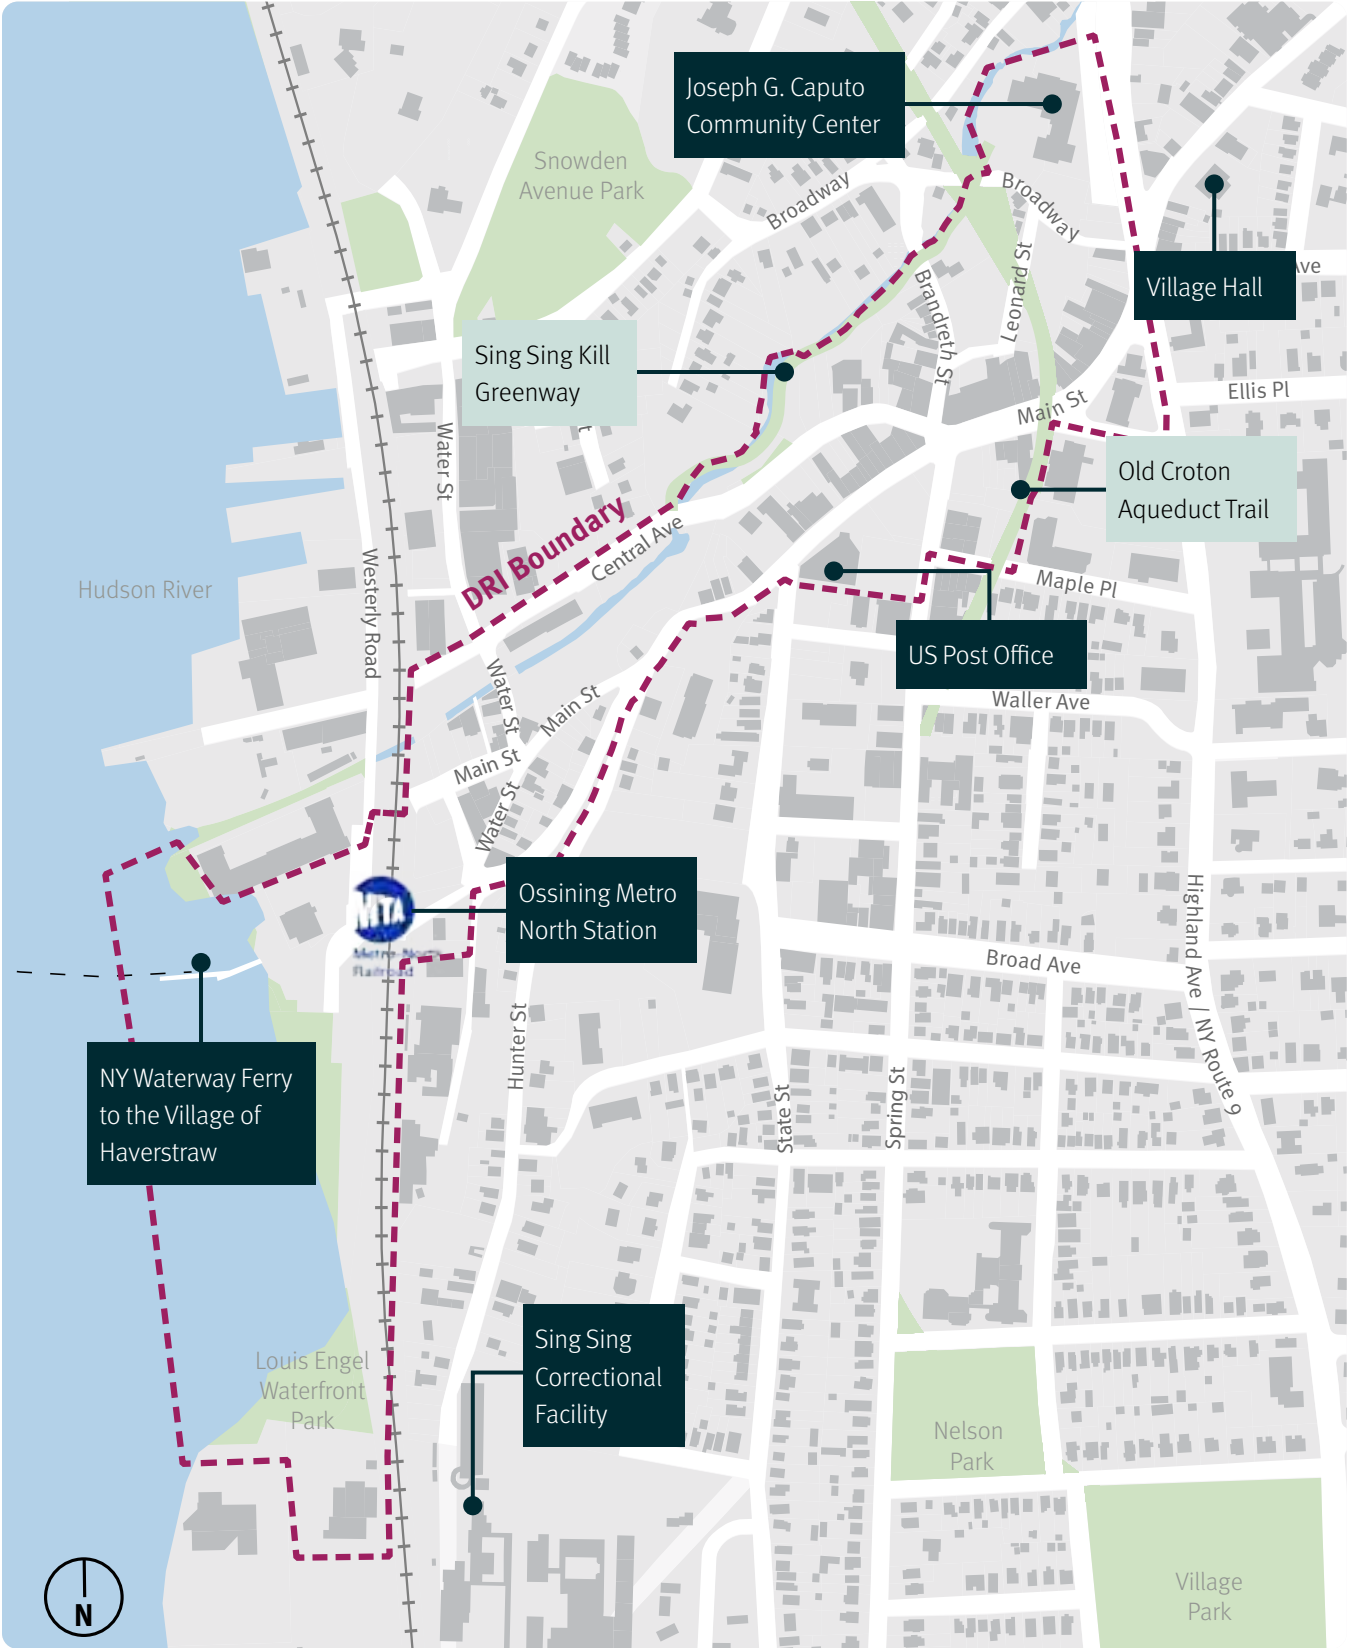 Joseph G. Caputo
Community Center
Snowden
Avenue Park
Broadway
Broadway
Village Hall
Ave
Leonard St
Brandreth St
Sing Sing Kill
Greenway
Ellis Pl
Main St
Water St
Old Croton
Aqueduct Trail
DRI Boundary
Central Ave
Hudson River
Westerly Road
Maple Pl
US Post Office
Water St
Main St
Waller Ave
Main St
Water St
Ossining Metro
North Station
MTA
Metro-North
Railroad
Highland Ave / NY Route 9
Broad Ave
Hunter St
NY Waterway Ferry
to the Village of
Haverstraw
State St
Spring St
Sing Sing
Correctional
Facility
Louis Engel
Waterfront
Park
Nelson
Park
Village
Park
N